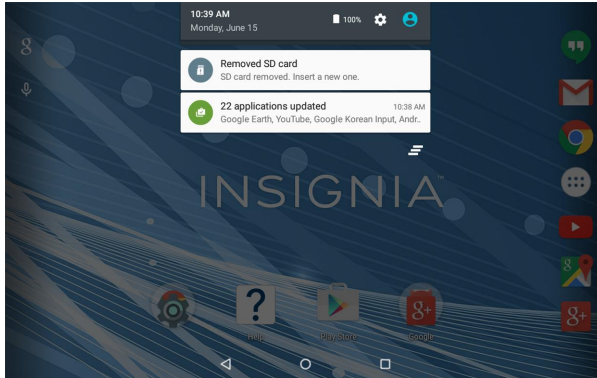 10:39 AM
100%
Monday, June 15
Removed SD card
SD card removed. Insert a new one.
22 applications updated
10:38 AM
Google Earth, YouTube, Google Korean Input, Andr..
INSIGNIA™
Help
Play Store
Google